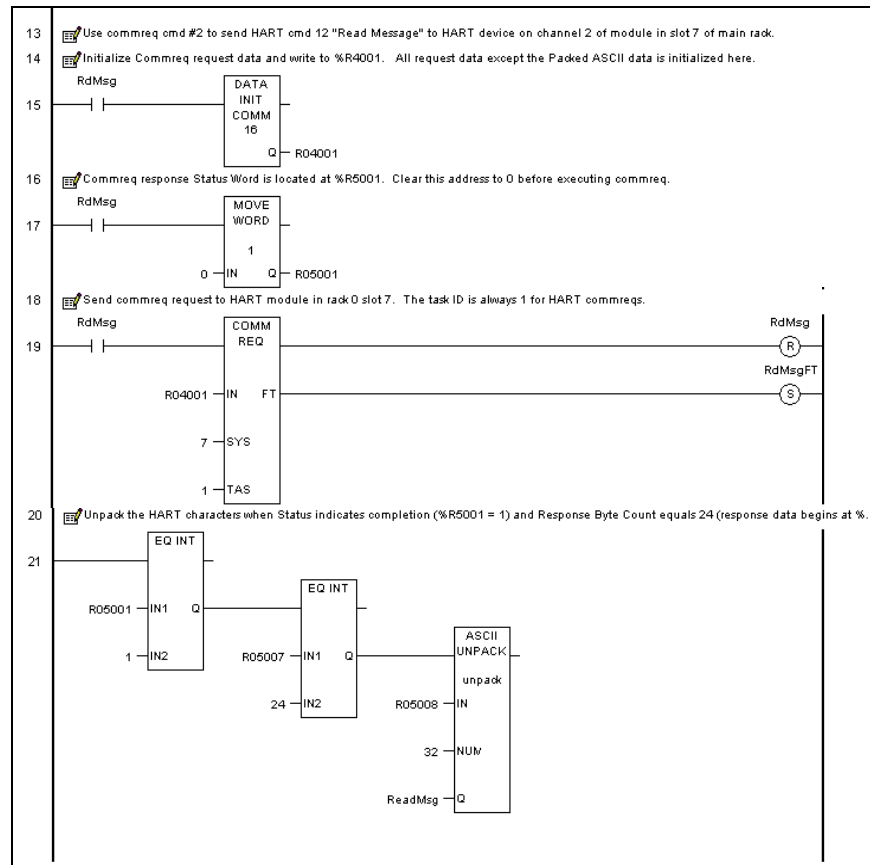 13 Use commreq cmd #2 to send HART cmd 12 "Read Message" to HART device on channel 2 of module in slot 7 of main rack.
14 Initialize Commreq request data and write to %R4001. All request data except the Packed ASCII data is initialized here.
RdMsg
15
DATA
INIT
COMM
16
Q R04001
16 Commreq response Status Word is located at %R5001. Clear this address to 0 before executing commreq.
RdMsg
17
MOVE
WORD
1
0 IN Q R05001
18 Send commreq request to HART module in rack 0 slot 7. The task ID is always 1 for HART commreqs.
RdMsg
19
COMM
REQ
RdMsg
R
RdMsgFT
R04001 IN FT S
7 SYS
1 TAS
20 Unpack the HART characters when Status indicates completion (%R5001 = 1) and Response Byte Count equals 24 (response data begins at %.
21
EQ INT
R05001 IN1 Q
1 IN2
EQ INT
R05007 IN1 Q
24 IN2
ASCII
UNPACK
unpack
R05008 IN
32 NUM
ReadMsg Q